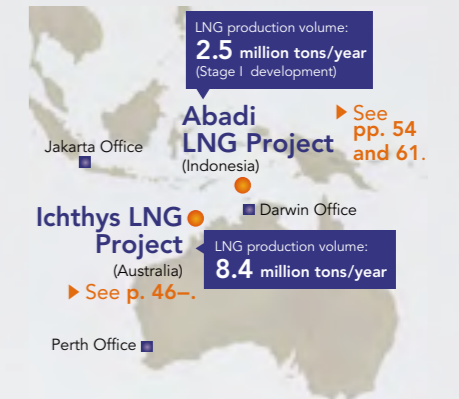 LNG production volume:
2.5 million tons/year
(Stage I development)
Abadi
LNG Project
(Indonesia)
▶ See
pp. 54
and 61.
Jakarta Office
Darwin Office
Ichthys LNG
Project
(Australia)
▶ See p. 46–.
LNG production volume:
8.4 million tons/year
Perth Office